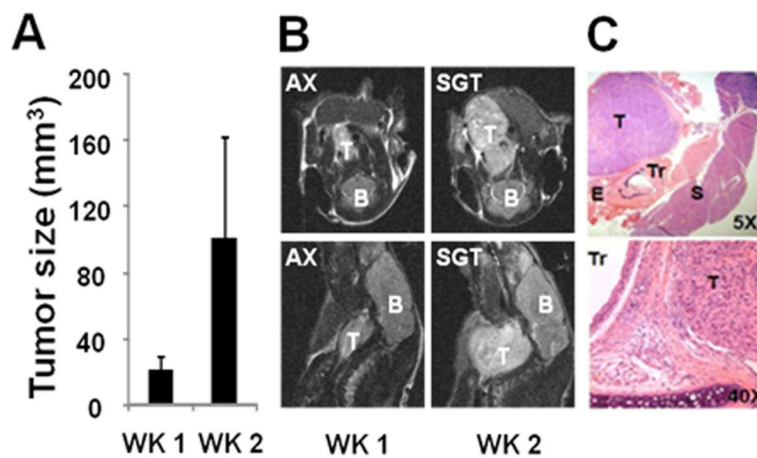 A
B
C
Tumor size (mm³)
200
160
120
80
40
0
WK 1
WK 2
AX
T
B
SGT
T
B
AX
T
B
SGT
T
B
WK 1
WK 2
T
Tr
E
S
5X
Tr
T
40X